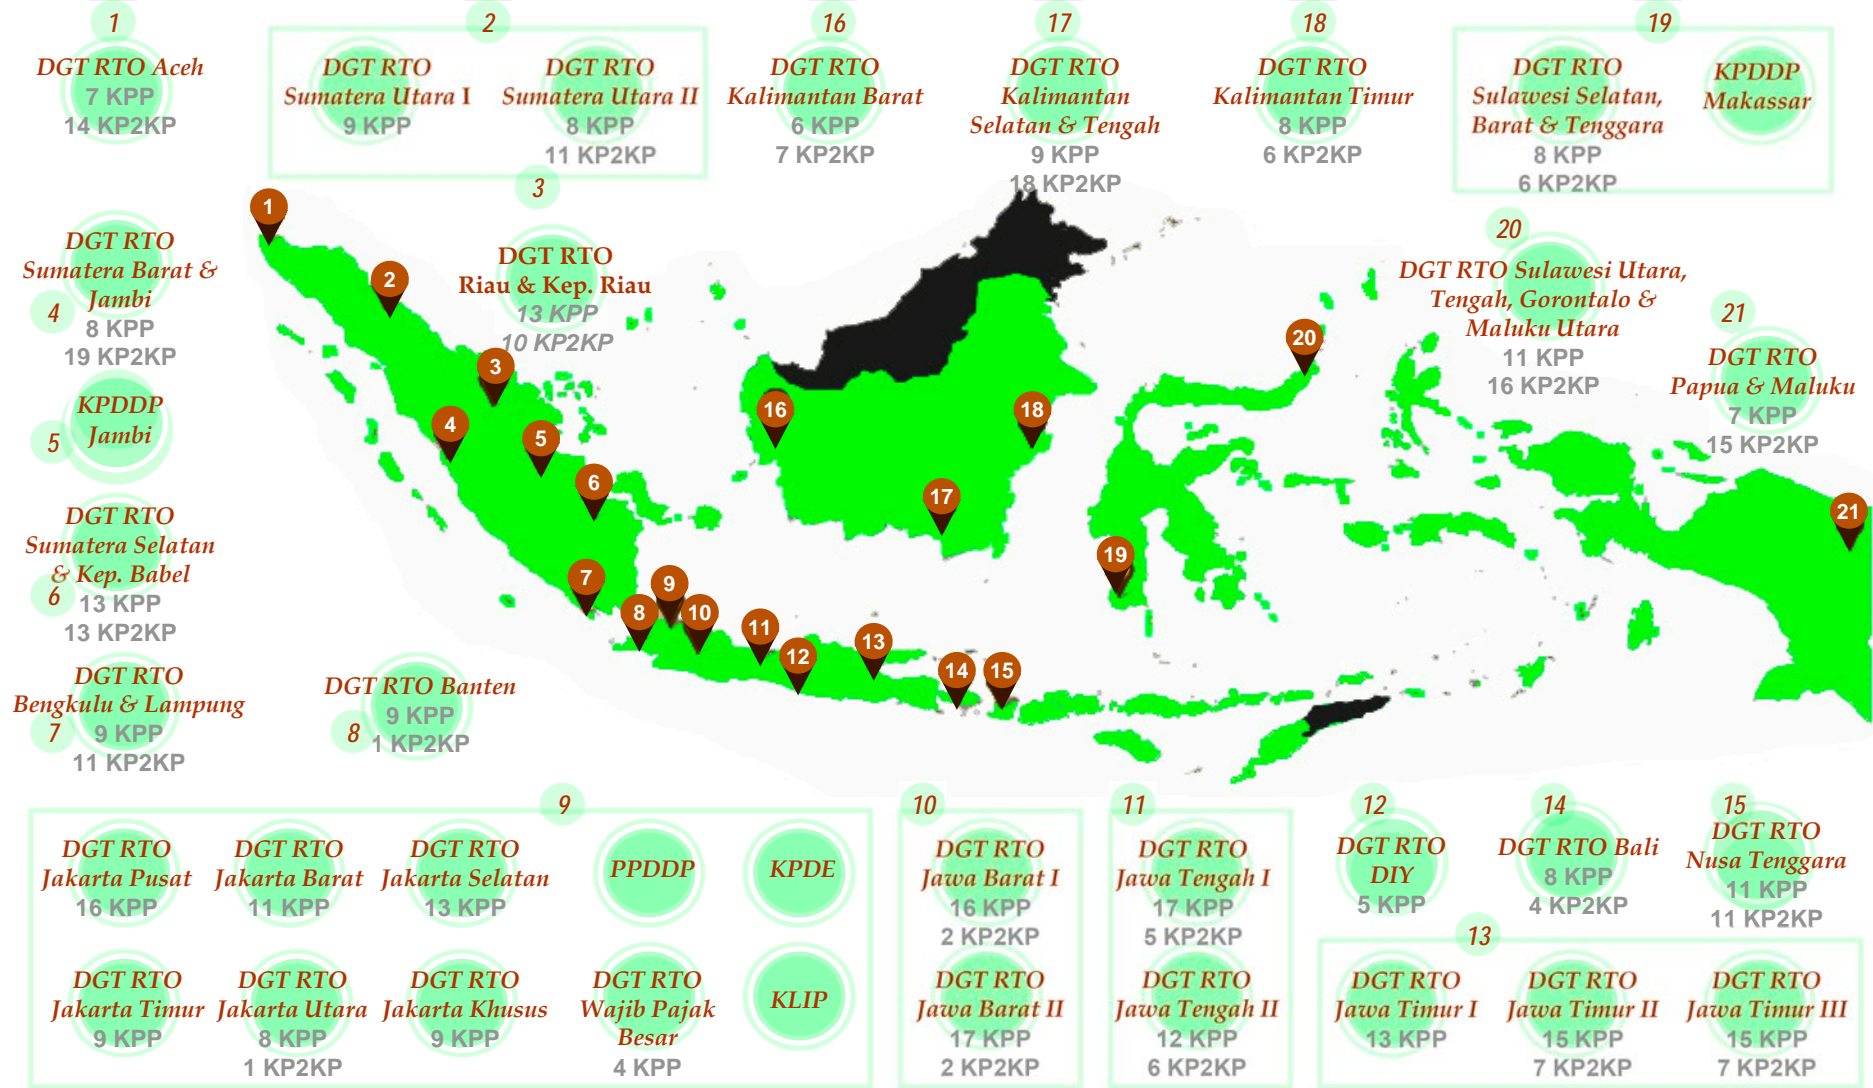 1
DGT RTO Aceh
7 KPP
14 KP2KP
2
DGT RTO
Sumatera Utara I
9 KPP
DGT RTO
Sumatera Utara II
8 KPP
11 KP2KP
16
DGT RTO
Kalimantan Barat
6 KPP
7 KP2KP
17
DGT RTO
Kalimantan
Selatan & Tengah
9 KPP
18 KP2KP
18
DGT RTO
Kalimantan Timur
8 KPP
6 KP2KP
19
DGT RTO
Sulawesi Selatan,
Barat & Tenggara
8 KPP
6 KP2KP
KPDDP
Makassar
3
DGT RTO
Riau & Kep. Riau
13 KPP
10 KP2KP
DGT RTO
Sumatera Barat &
Jambi
4
8 KPP
19 KP2KP
KPDDP
Jambi
5
DGT RTO
Sumatera Selatan
& Kep. Babel
6
13 KPP
13 KP2KP
DGT RTO
Bengkulu & Lampung
7
9 KPP
11 KP2KP
DGT RTO Banten
9 KPP
8
1 KP2KP
20
DGT RTO Sulawesi Utara,
Tengah, Gorontalo &
Maluku Utara
11 KPP
16 KP2KP
21
DGT RTO
Papua & Maluku
7 KPP
15 KP2KP
1
2
3
4
5
6
7
8
9
10
11
12
13
14
15
16
17
18
19
20
21
9
DGT RTO
Jakarta Pusat
16 KPP
DGT RTO
Jakarta Barat
11 KPP
DGT RTO
Jakarta Selatan
13 KPP
PPDDP
KPDE
DGT RTO
Jakarta Timur
9 KPP
DGT RTO
Jakarta Utara
8 KPP
1 KP2KP
DGT RTO
Jakarta Khusus
9 KPP
DGT RTO
Wajib Pajak
Besar
4 KPP
KLIP
10
DGT RTO
Jawa Barat I
16 KPP
2 KP2KP
DGT RTO
Jawa Barat II
17 KPP
2 KP2KP
11
DGT RTO
Jawa Tengah I
17 KPP
5 KP2KP
DGT RTO
Jawa Tengah II
12 KPP
6 KP2KP
12
DGT RTO
DIY
5 KPP
14
DGT RTO Bali
8 KPP
4 KP2KP
15
DGT RTO
Nusa Tenggara
11 KPP
11 KP2KP
13
DGT RTO
Jawa Timur I
13 KPP
DGT RTO
Jawa Timur II
15 KPP
7 KP2KP
DGT RTO
Jawa Timur III
15 KPP
7 KP2KP